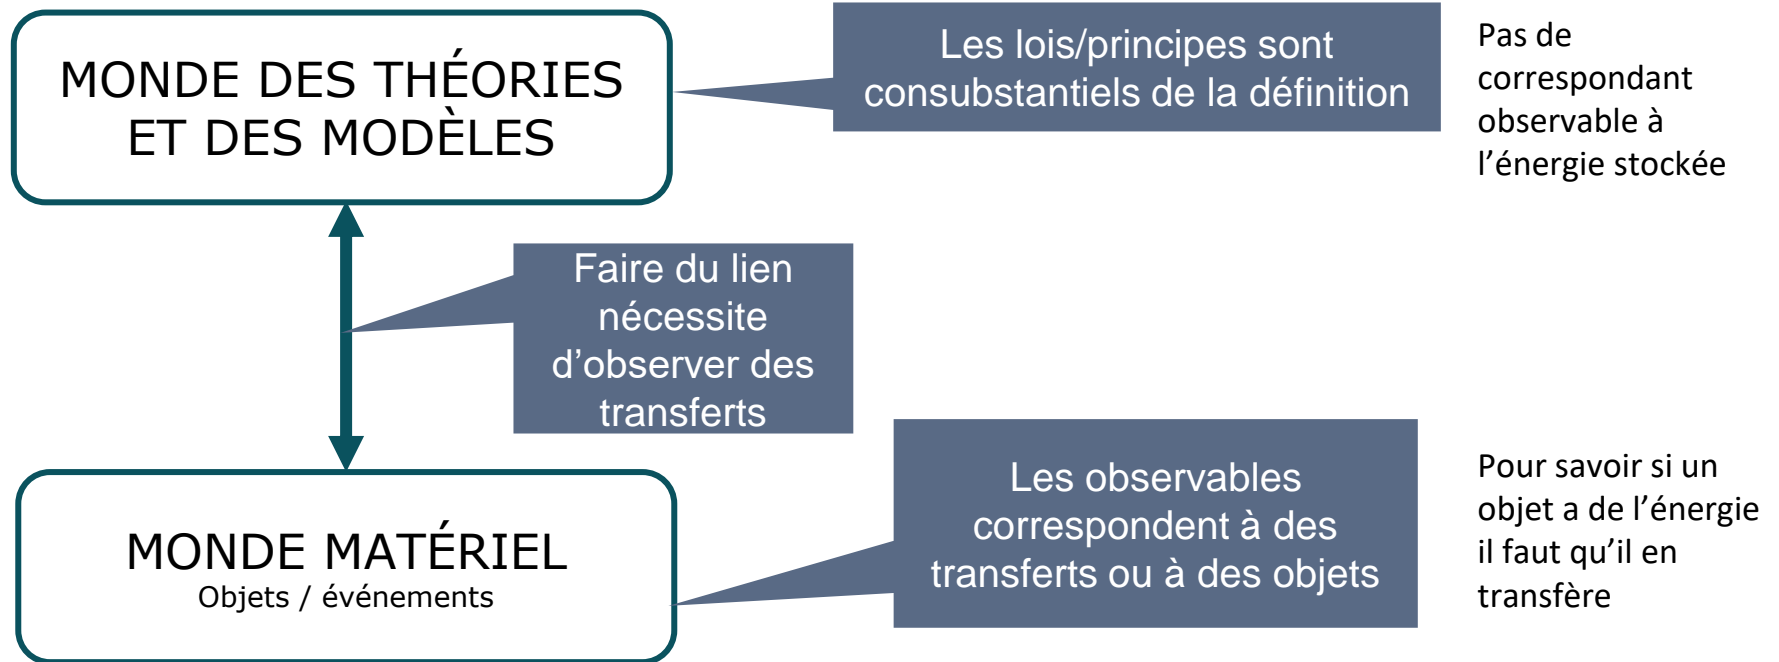 MONDE DES THÉORIES
ET DES MODÈLES
Les lois/principes sont
consubstantiels de la définition
Pas de
correspondant
observable à
l’énergie stockée
Faire du lien
nécessite
d’observer des
transferts
MONDE MATÉRIEL
Objets / événements
Les observables
correspondent à des
transferts ou à des objets
Pour savoir si un
objet a de l’énergie
il faut qu’il en
transfère